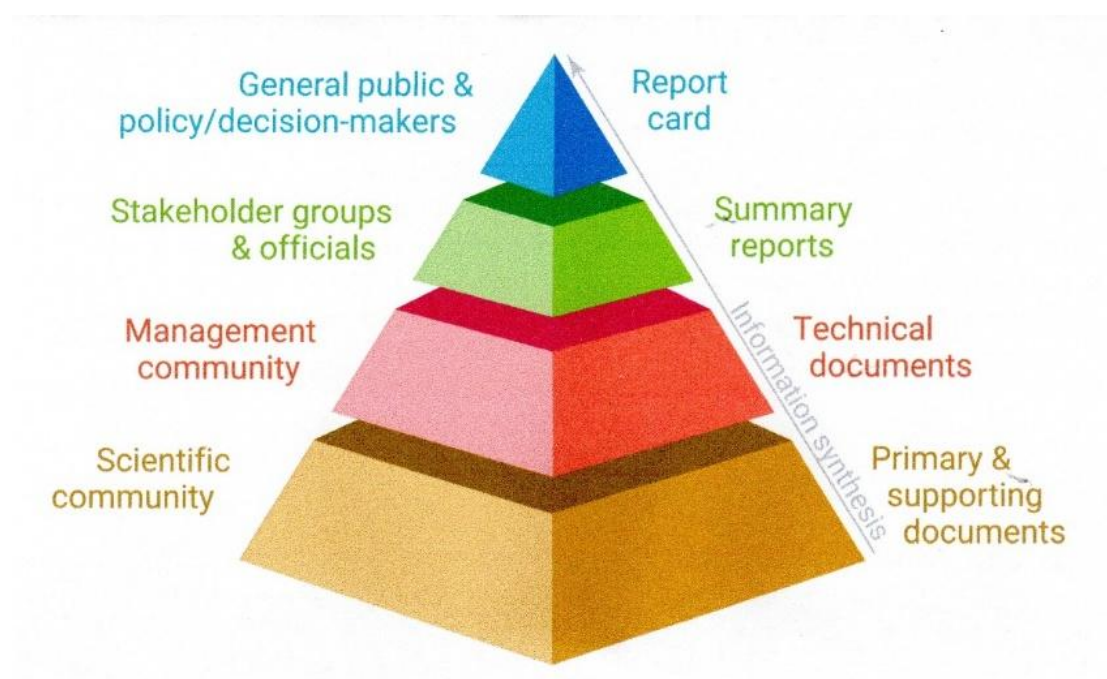 General public &
policy/decision-makers
Report
card
Stakeholder groups
& officials
Summary
reports
Management
community
Technical
documents
Information synthesis
Scientific
community
Primary &
supporting
documents